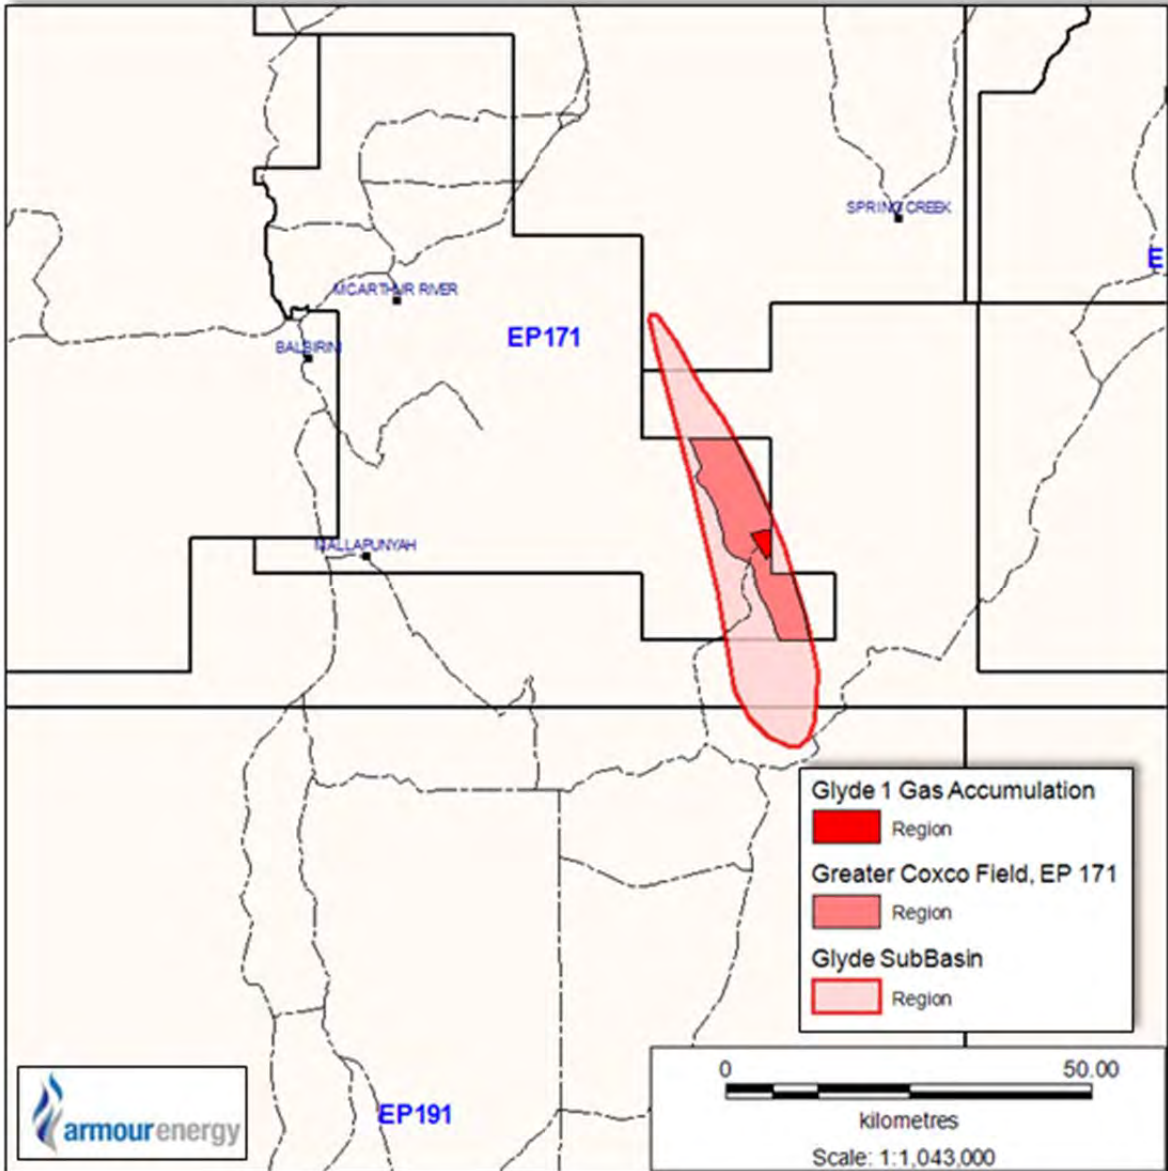 SPRING CREEK
E
MCARTHUR RIVER
EP171
BALBIRINI
MALLAPUNYAH
Glyde 1 Gas Accumulation
Region
Greater Coxco Field, EP 171
Region
Glyde SubBasin
Region
0 50.00
kilometres
Scale: 1:1,043,000
EP191
armourenergy